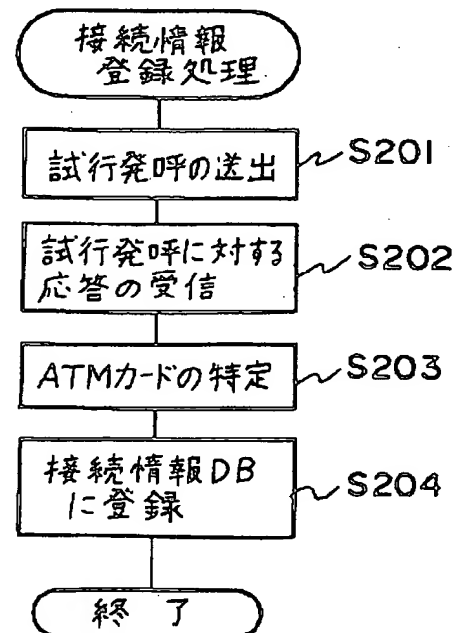 接続情報
登録処理
試行発呼の送出
S201
試行発呼に対する
応答の受信
S202
ATMカードの特定
S203
接続情報DB
に登録
S204
終了